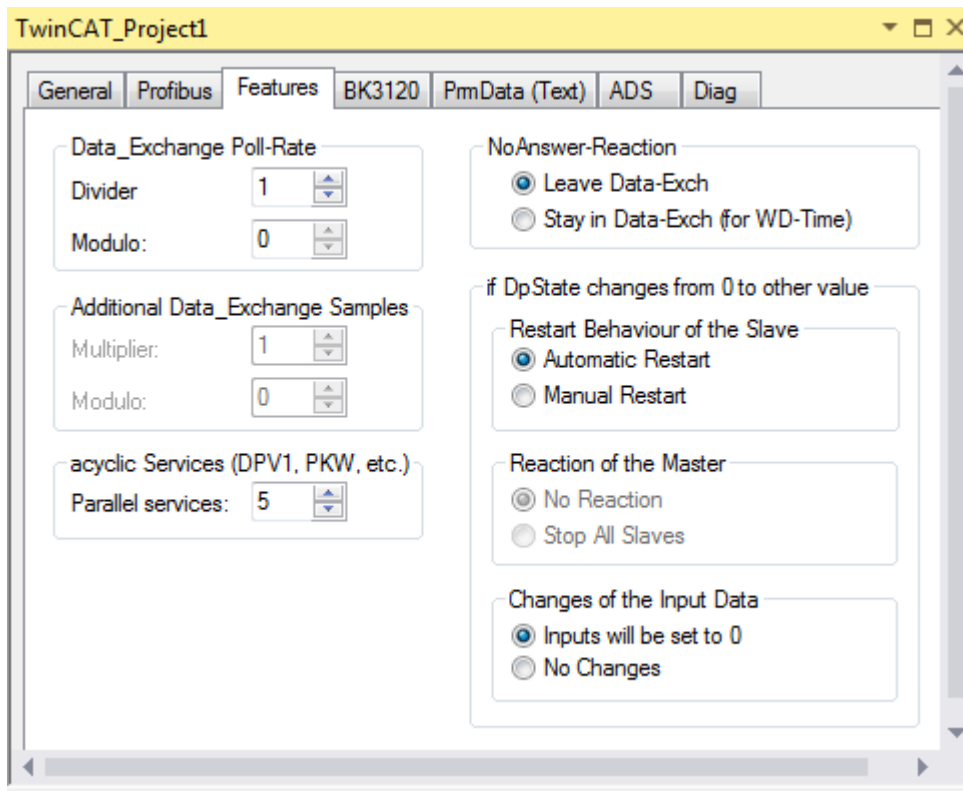 TwinCAT_Project1
General Profibus Features BK3120 PrmData (Text) ADS Diag
Data_Exchange Poll-Rate
Divider 1
Modulo: 0
Additional Data_Exchange Samples
Multiplier: 1
Modulo: 0
acyclic Services (DPV1, PKW, etc.)
Parallel services: 5
NoAnswer-Reaction
Leave Data-Exch
Stay in Data-Exch (for WD-Time)
if DpState changes from 0 to other value
Restart Behaviour of the Slave
Automatic Restart
Manual Restart
Reaction of the Master
No Reaction
Stop All Slaves
Changes of the Input Data
Inputs will be set to 0
No Changes